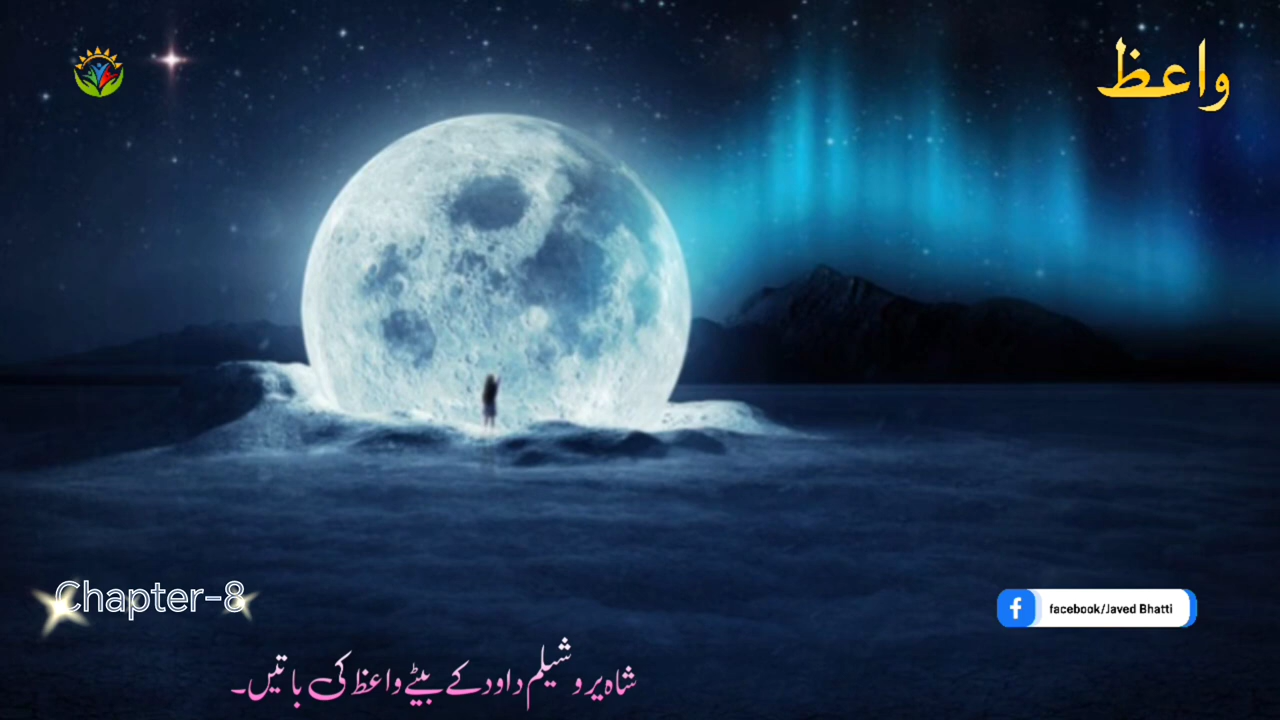 واعظ
Chapter-8
facebook/Javed Bhatti
شاہ یروشیلم داود کے بیٹے واعظ کی باتیں۔